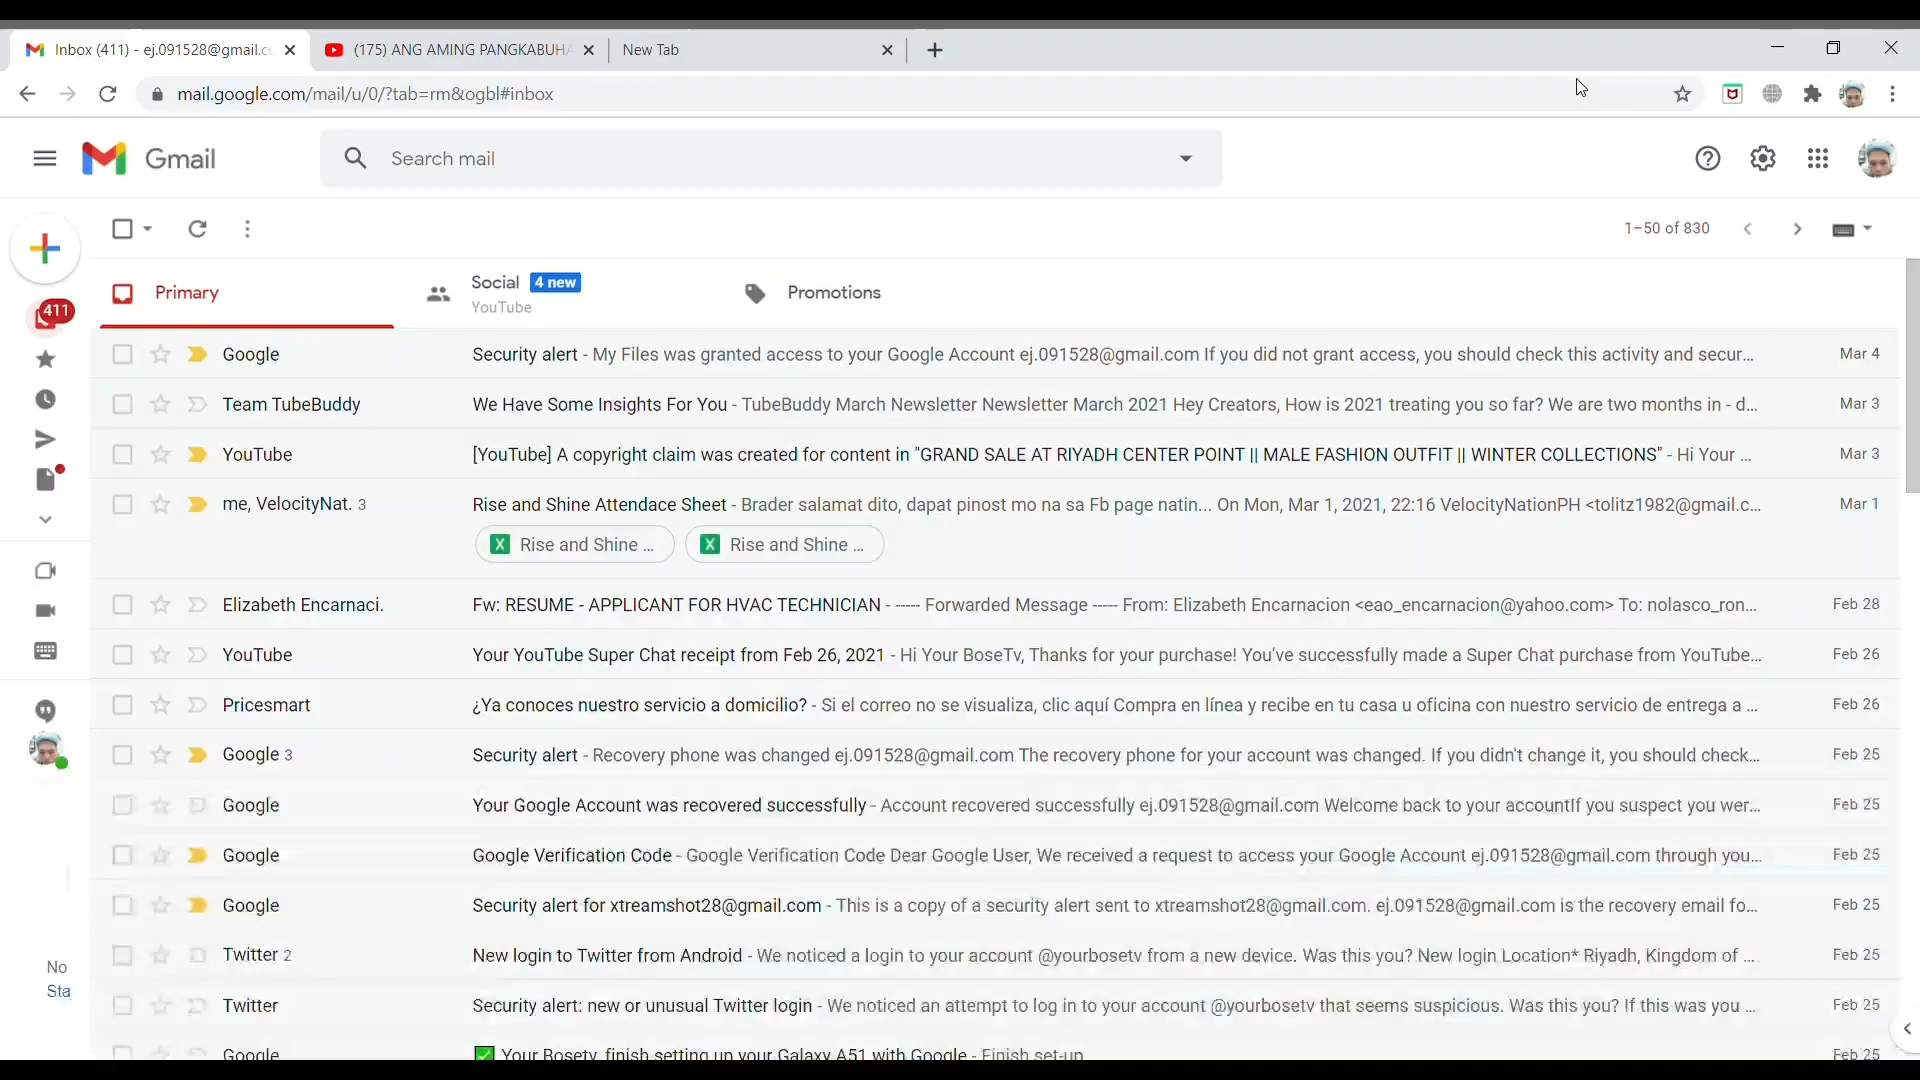 Inbox (411) - ej.091528@gmail.c
(175) ANG AMING PANGKABUHA
New Tab
mail.google.com/mail/u/0/?tab=rm&ogbl#inbox
Gmail
Search mail
1–50 of 830
411
Primary
Social 4 new
YouTube
Promotions
Google Security alert - My Files was granted access to your Google Account ej.091528@gmail.com If you did not grant access, you should check this activity and secur... Mar 4
Team TubeBuddy We Have Some Insights For You - TubeBuddy March Newsletter Newsletter March 2021 Hey Creators, How is 2021 treating you so far? We are two months in - d... Mar 3
YouTube [YouTube] A copyright claim was created for content in "GRAND SALE AT RIYADH CENTER POINT || MALE FASHION OUTFIT || WINTER COLLECTIONS" - Hi Your ... Mar 3
me, VelocityNat. 3 Rise and Shine Attendace Sheet - Brader salamat dito, dapat pinost mo na sa Fb page natin... On Mon, Mar 1, 2021, 22:16 VelocityNationPH <tolitz1982@gmail.c... Mar 1
Rise and Shine ... Rise and Shine ...
Elizabeth Encarnaci. Fw: RESUME - APPLICANT FOR HVAC TECHNICIAN - ----- Forwarded Message ----- From: Elizabeth Encarnacion <eao_encarnacion@yahoo.com> To: nolasco_ron... Feb 28
YouTube Your YouTube Super Chat receipt from Feb 26, 2021 - Hi Your BoseTv, Thanks for your purchase! You've successfully made a Super Chat purchase from YouTube... Feb 26
Pricesmart ¿Ya conoces nuestro servicio a domicilio? - Si el correo no se visualiza, clic aquí Compra en línea y recibe en tu casa u oficina con nuestro servicio de entrega a ... Feb 26
Google 3 Security alert - Recovery phone was changed ej.091528@gmail.com The recovery phone for your account was changed. If you didn't change it, you should check... Feb 25
Google Your Google Account was recovered successfully - Account recovered successfully ej.091528@gmail.com Welcome back to your accountIf you suspect you wer... Feb 25
Google Google Verification Code - Google Verification Code Dear Google User, We received a request to access your Google Account ej.091528@gmail.com through you... Feb 25
Google Security alert for xtreamshot28@gmail.com - This is a copy of a security alert sent to xtreamshot28@gmail.com. ej.091528@gmail.com is the recovery email fo... Feb 25
Twitter 2 New login to Twitter from Android - We noticed a login to your account @yourbosetv from a new device. Was this you? New login Location* Riyadh, Kingdom of ... Feb 25
No
Sta
Twitter Security alert: new or unusual Twitter login - We noticed an attempt to log in to your account @yourbosetv that seems suspicious. Was this you? If this was you ... Feb 25
Google Your Bosetv, finish setting up your Galaxy A51 with Google - Finish set-up Feb 25